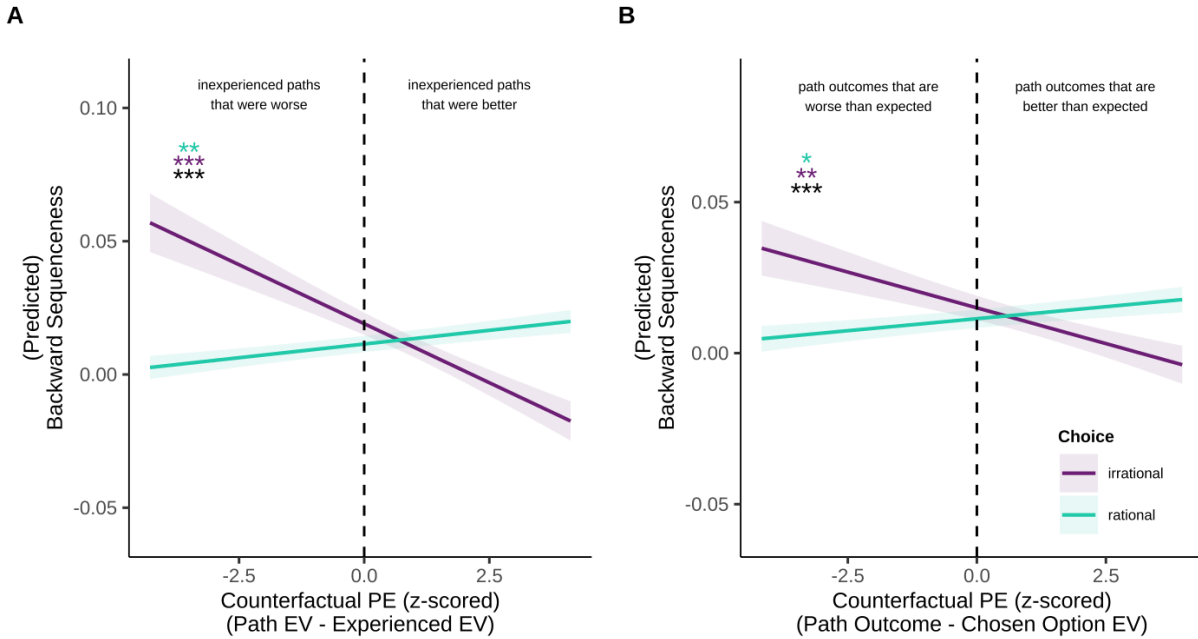 A
inexperienced paths
that were worse
inexperienced paths
that were better
**
***
***
0.10
0.05
0.00
-0.05
(Predicted)
Backward Sequenceness
-2.5
0.0
2.5
Counterfactual PE (z-scored)
(Path EV - Experienced EV)
B
path outcomes that are
worse than expected
path outcomes that are
better than expected
*
**
***
0.05
0.00
-0.05
(Predicted)
Backward Sequenceness
Choice
irrational
rational
-2.5
0.0
2.5
Counterfactual PE (z-scored)
(Path Outcome - Chosen Option EV)